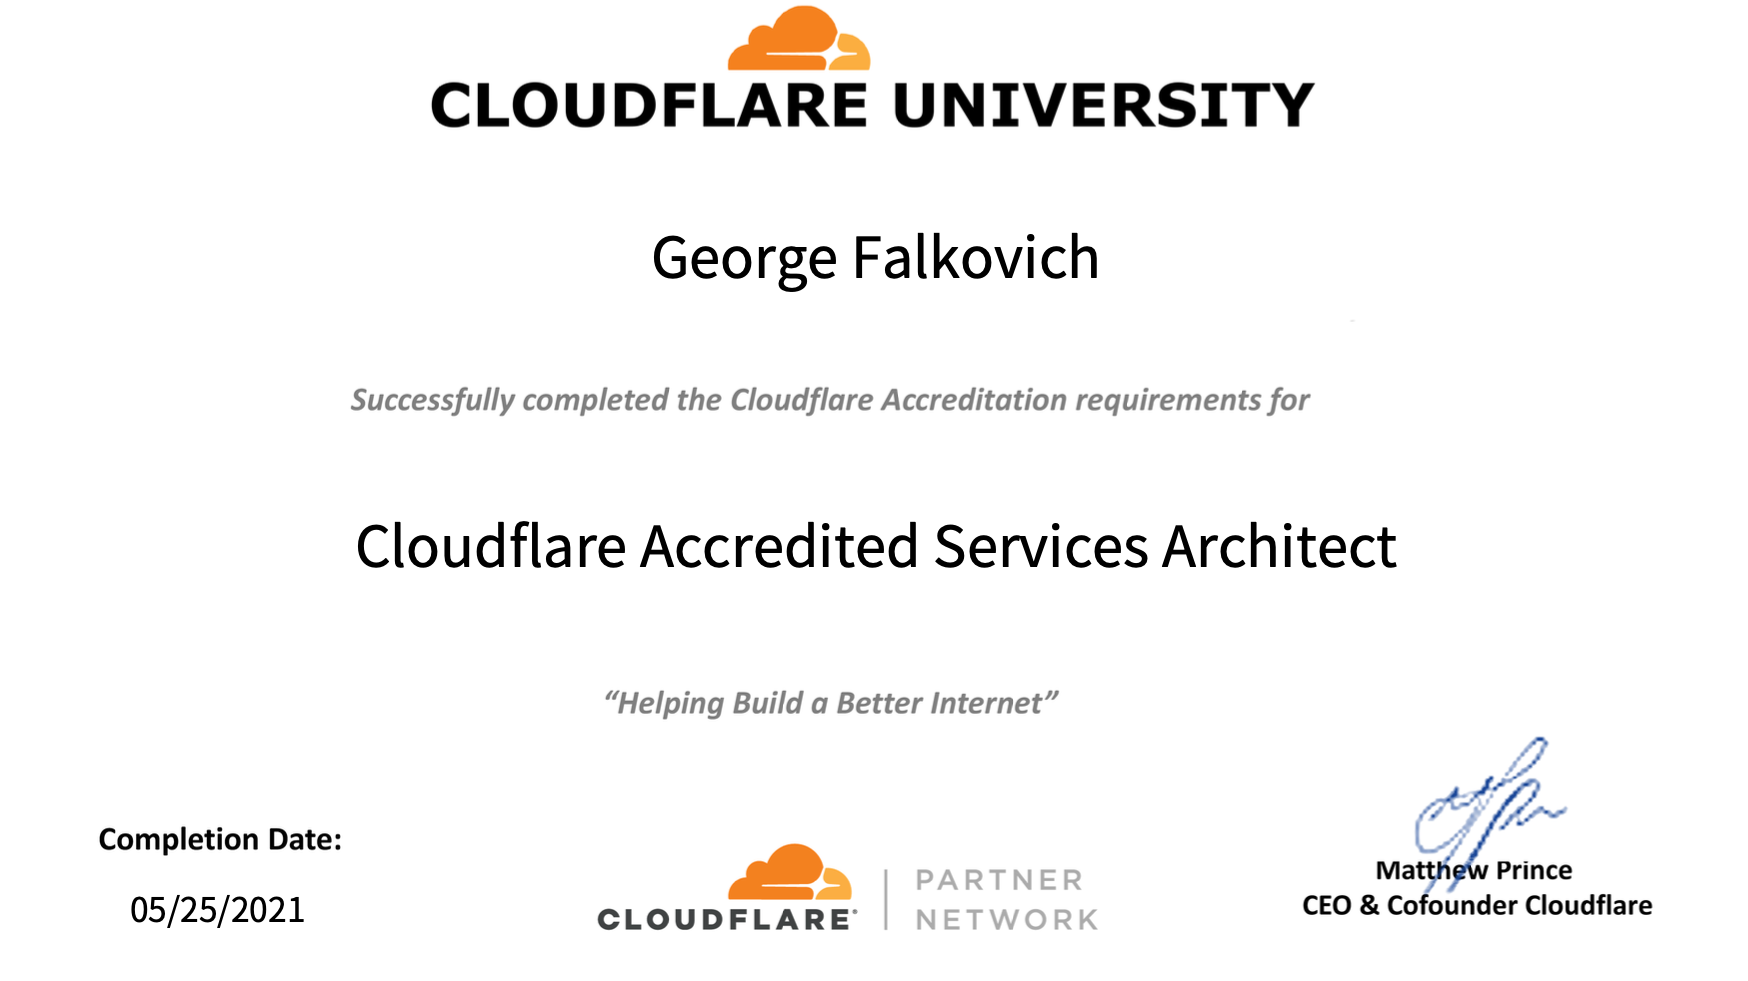 CLOUDFLARE UNIVERSITY
George Falkovich
Successfully completed the Cloudflare Accreditation requirements for
Cloudflare Accredited Services Architect
“Helping Build a Better Internet”
Completion Date:
05/25/2021
CLOUDFLARE®
PARTNER
NETWORK
Matthew Prince
CEO & Cofounder Cloudflare